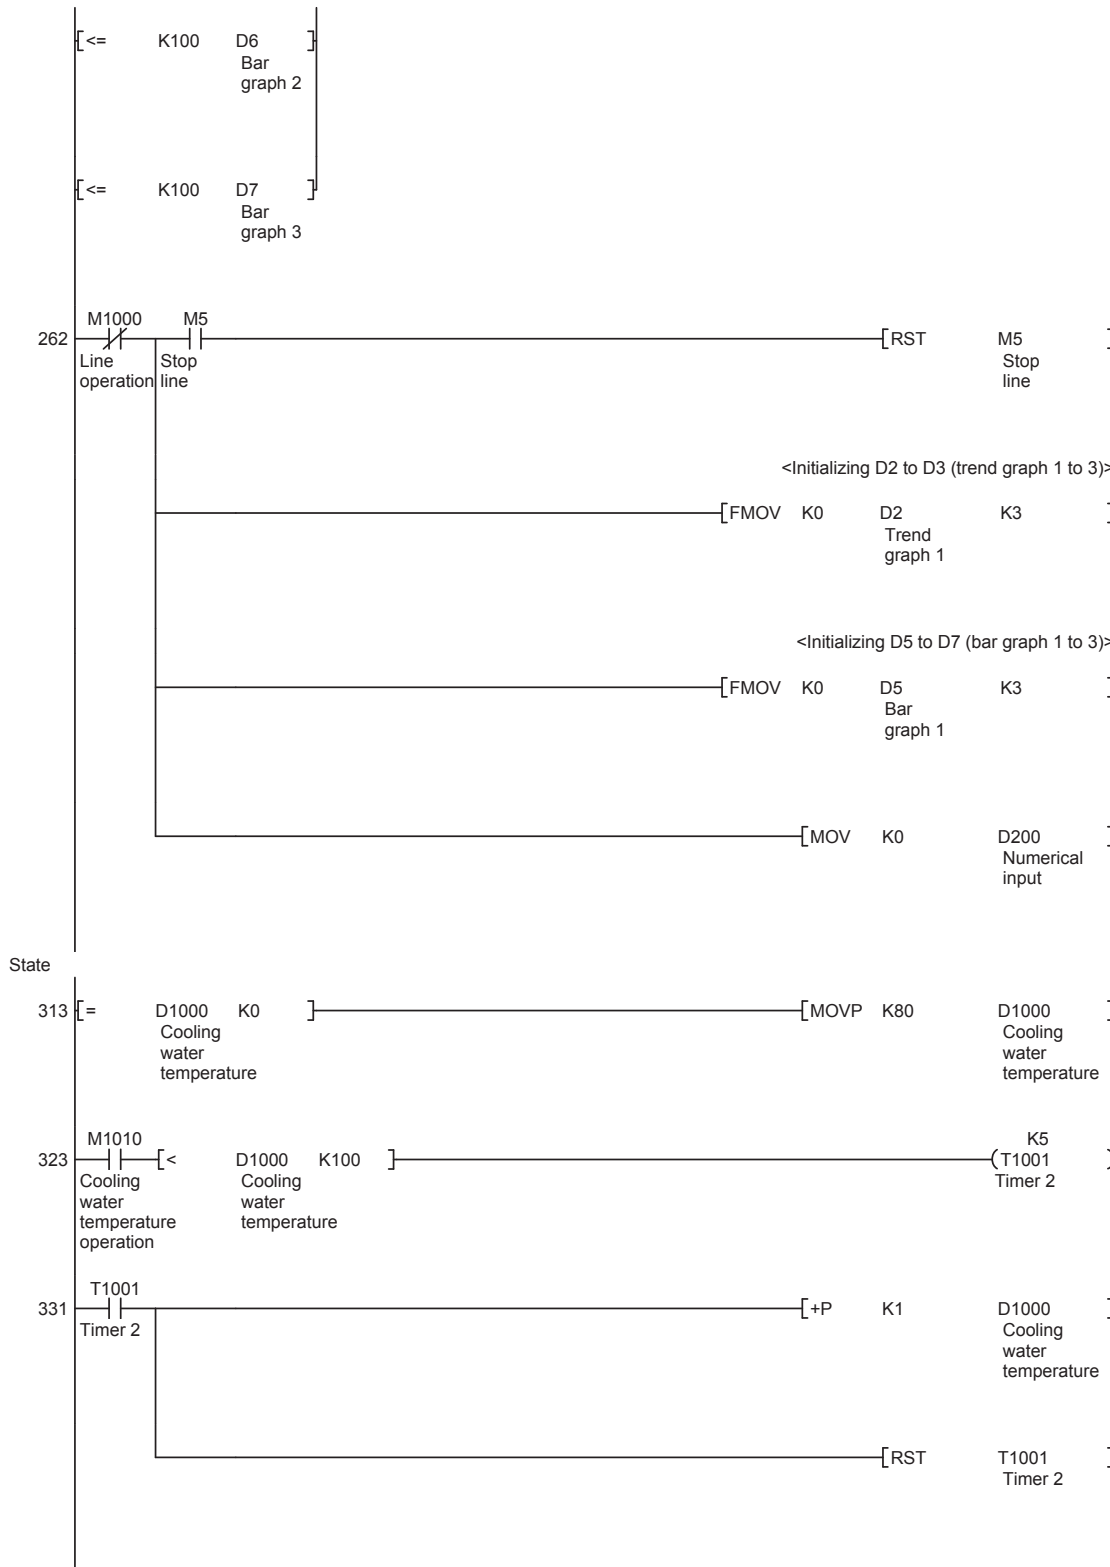 [<= K100 D6 ]
Bar
graph 2
[<= K100 D7 ]
Bar
graph 3
M1000 M5
262 [RST M5 ]
Line Stop Stop
operation line line
<Initializing D2 to D3 (trend graph 1 to 3)>
[FMOV K0 D2 K3 ]
Trend
graph 1
<Initializing D5 to D7 (bar graph 1 to 3)>
[FMOV K0 D5 K3 ]
Bar
graph 1
[MOV K0 D200 ]
Numerical
input
State
313 [= D1000 K0 ] [MOVP K80 D1000 ]
Cooling Cooling
water water
temperature temperature
M1010 K5
323 [< D1000 K100 ] (T1001 )
Cooling Cooling Timer 2
water water
temperature temperature
operation
T1001
331 [+P K1 D1000 ]
Timer 2 Cooling
water
temperature
[RST T1001 ]
Timer 2